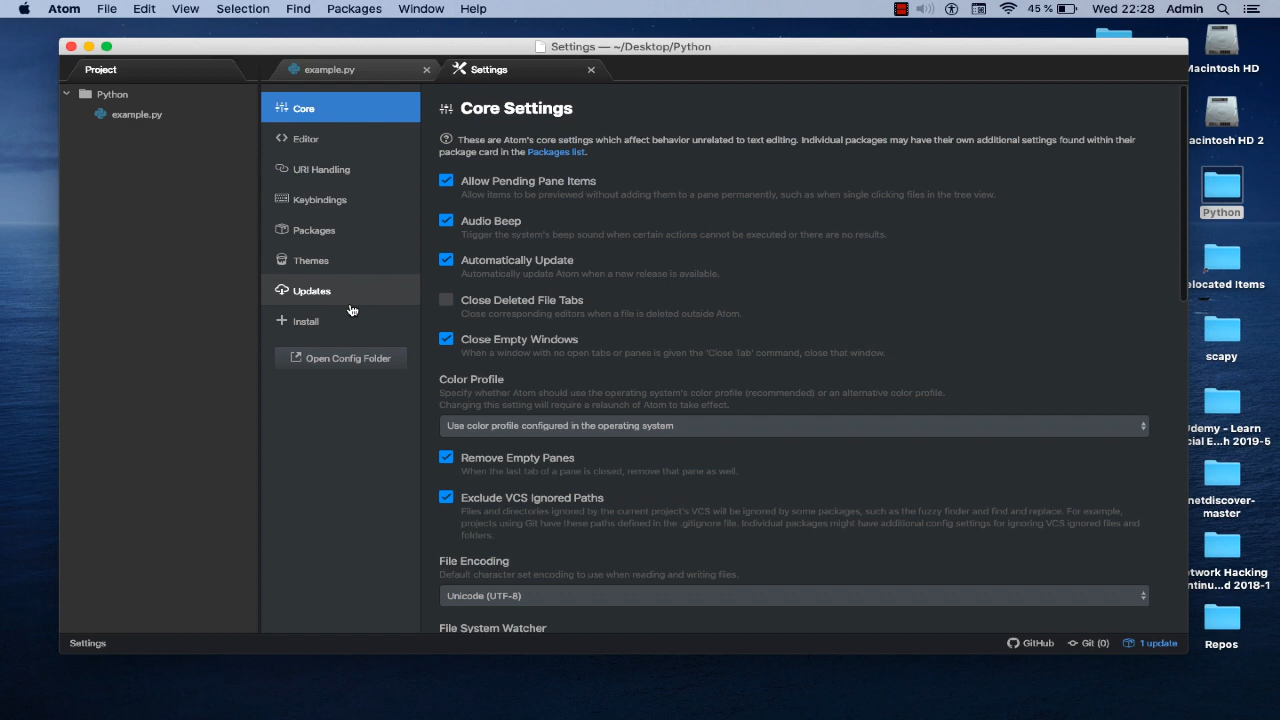 Atom File Edit View Selection Find Packages Window Help 45 % Wed 22:28 Admin
Settings — ~/Desktop/Python
Project
example.py
Settings
Python
example.py
Core
Editor
URI Handling
Keybindings
Packages
Themes
Updates
Install
Open Config Folder
Core Settings
These are Atom's core settings which affect behavior unrelated to text editing. Individual packages may have their own additional settings found within their
package card in the Packages list.
Allow Pending Pane Items
Allow items to be previewed without adding them to a pane permanently, such as when single clicking files in the tree view.
Audio Beep
Trigger the system's beep sound when certain actions cannot be executed or there are no results.
Automatically Update
Automatically update Atom when a new release is available.
Close Deleted File Tabs
Close corresponding editors when a file is deleted outside Atom.
Close Empty Windows
When a window with no open tabs or panes is given the 'Close Tab' command, close that window.
Color Profile
Specify whether Atom should use the operating system's color profile (recommended) or an alternative color profile.
Changing this setting will require a relaunch of Atom to take effect.
Use color profile configured in the operating system
Remove Empty Panes
When the last tab of a pane is closed, remove that pane as well.
Exclude VCS Ignored Paths
Files and directories ignored by the current project's VCS will be ignored by some packages, such as the fuzzy finder and find and replace. For example,
projects using Git have these paths defined in the .gitignore file. Individual packages might have additional config settings for ignoring VCS ignored files and
folders.
File Encoding
Default character set encoding to use when reading and writing files.
Unicode (UTF-8)
File System Watcher
Settings
GitHub
Git (0)
1 update
Macintosh HD
acintosh HD 2
Python
elocated Items
scapy
Udemy - Learn
cial E...h 2019-5
netdiscover-
master
etwork Hacking
ontinu...d 2018-1
Repos